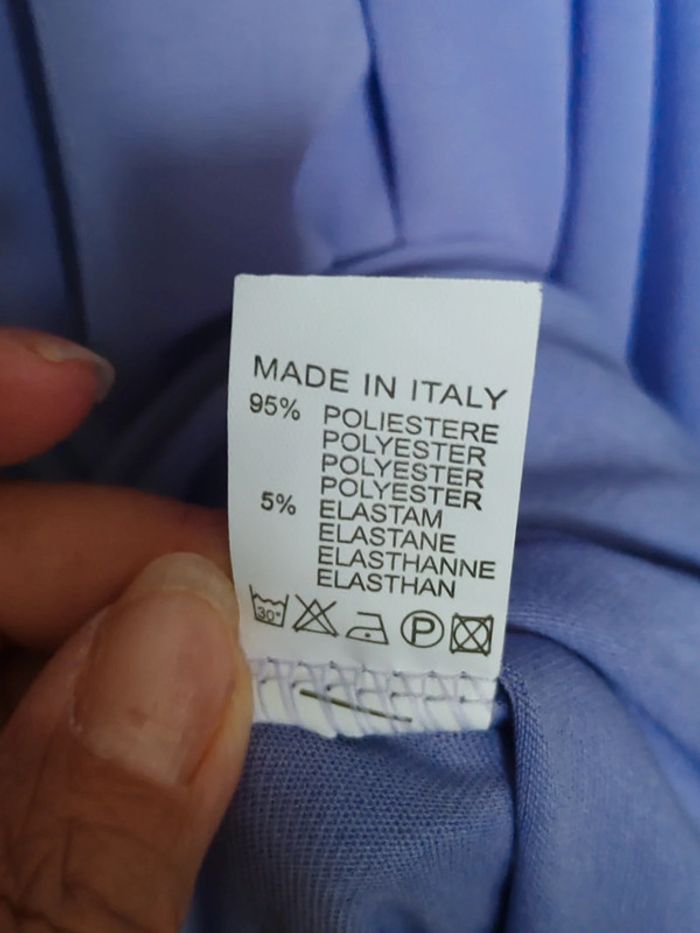 MADE IN ITALY
95% POLIESTERE
POLYESTER
POLYESTER
POLYESTER
5% ELASTAM
ELASTANE
ELASTHANNE
ELASTHAN
30° P